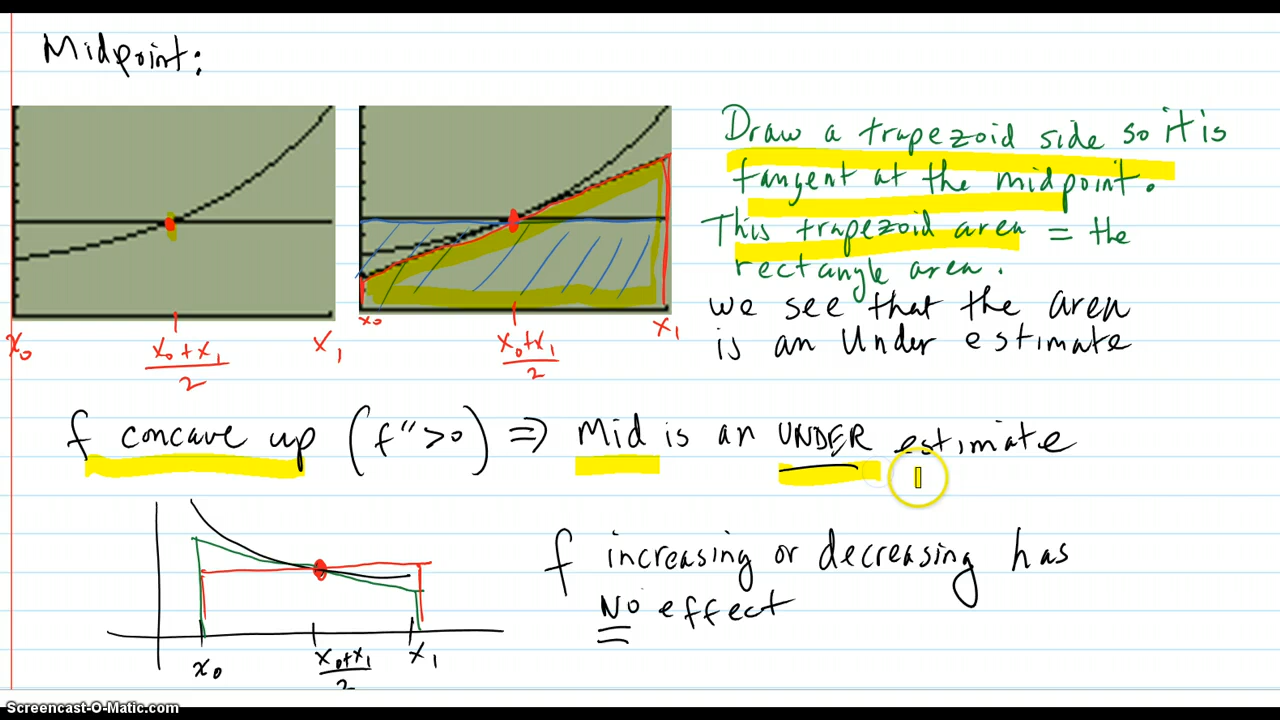 Midpoint:
Draw a trapezoid side so it is
tangent at the midpoint.
This trapezoid area = the
rectangle area.
we see that the area
is an Under estimate
x₀
x₀+x₁
2
x₁
x₀
x₀+x₁
2
x₁
f concave up (f">0) ⇒ Mid is an UNDER estimate
f increasing or decreasing has
NO effect
x₀
x₀+x₁
2
x₁
Screencast-O-Matic.com